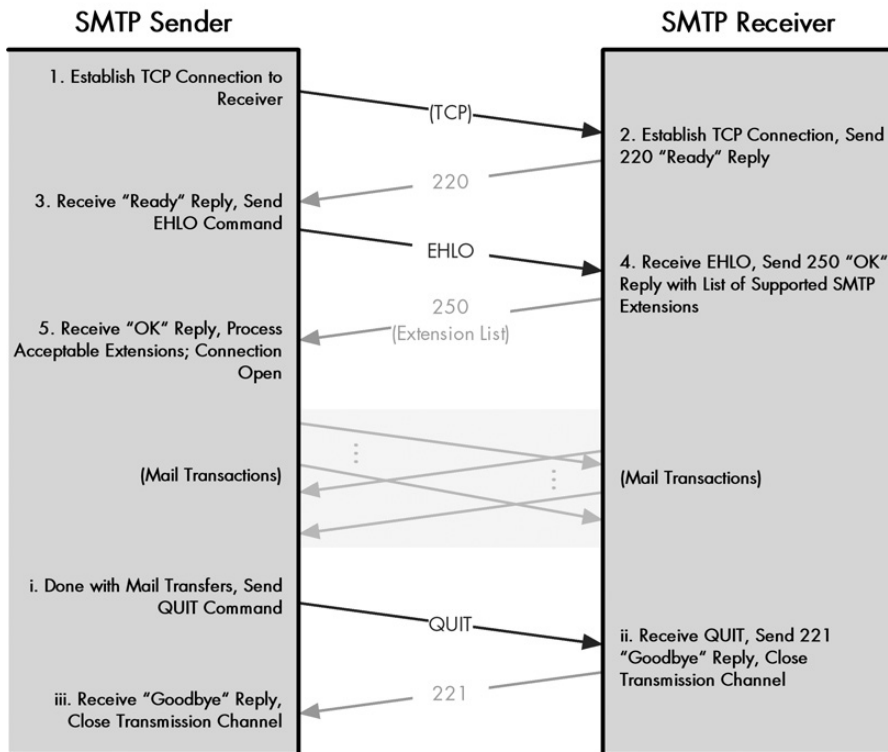 SMTP Sender
SMTP Receiver
1. Establish TCP Connection to
Receiver
(TCP)
2. Establish TCP Connection, Send
220 “Ready” Reply
220
3. Receive “Ready” Reply, Send
EHLO Command
EHLO
4. Receive EHLO, Send 250 “OK”
Reply with List of Supported SMTP
Extensions
250
(Extension List)
5. Receive “OK” Reply, Process
Acceptable Extensions; Connection
Open
(Mail Transactions)
(Mail Transactions)
i. Done with Mail Transfers, Send
QUIT Command
QUIT
ii. Receive QUIT, Send 221
“Goodbye” Reply, Close
Transmission Channel
221
iii. Receive “Goodbye” Reply,
Close Transmission Channel